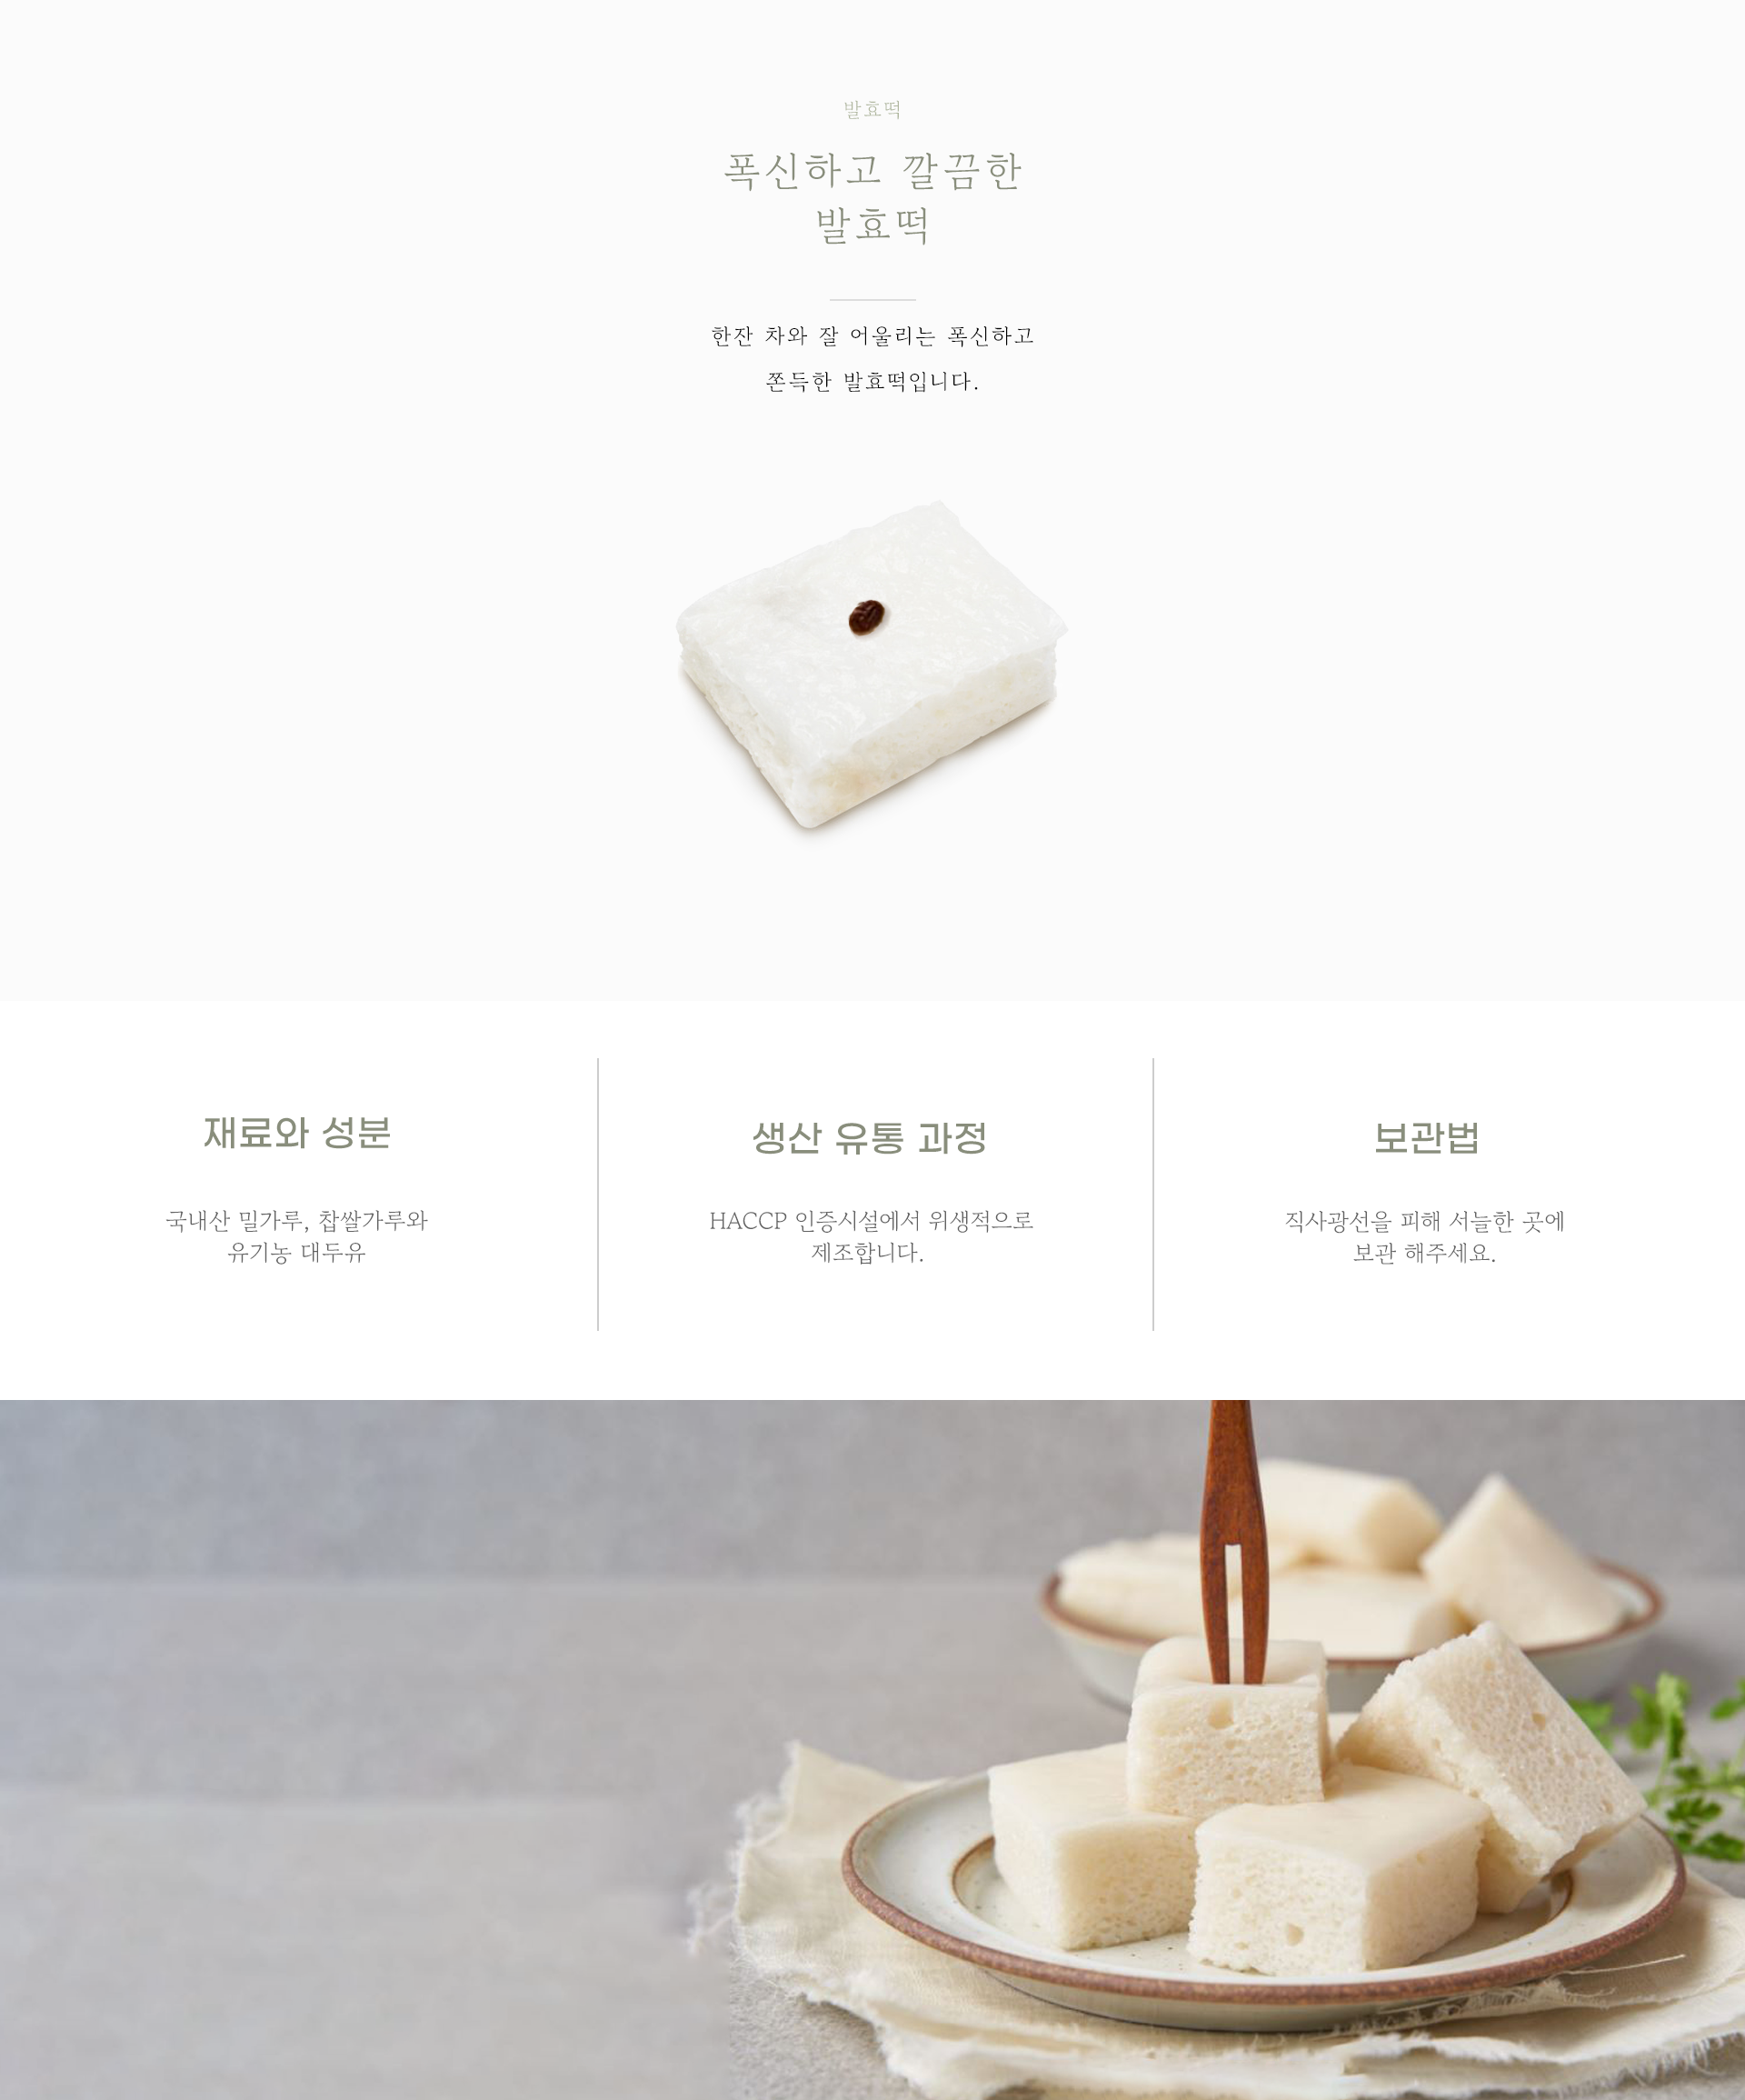 발효떡
폭신하고 깔끔한
발효떡
한잔 차와 잘 어울리는 폭신하고
쫀득한 발효떡입니다.
재료와 성분
국내산 밀가루, 찹쌀가루와
유기농 대두유
생산 유통 과정
HACCP 인증시설에서 위생적으로
제조합니다.
보관법
직사광선을 피해 서늘한 곳에
보관 해주세요.